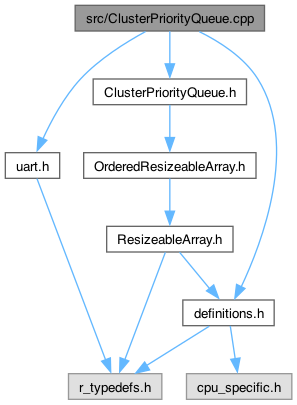 src/ClusterPriorityQueue.cpp
ClusterPriorityQueue.h
uart.h
OrderedResizeableArray.h
ResizeableArray.h
definitions.h
r_typedefs.h
cpu_specific.h